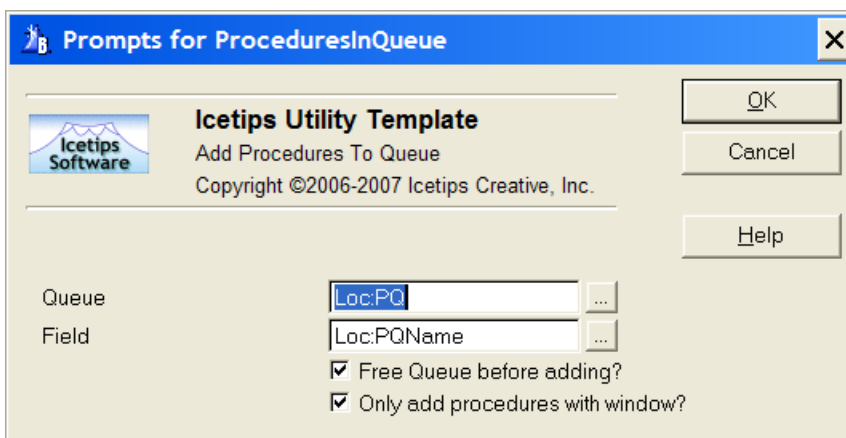 Prompts for ProceduresInQueue
Icetips Software
Icetips Utility Template
Add Procedures To Queue
Copyright ©2006-2007 Icetips Creative, Inc.
OK
Cancel
Help
Queue
Loc:PQ
...
Field
Loc:PQName
...
Free Queue before adding?
Only add procedures with window?